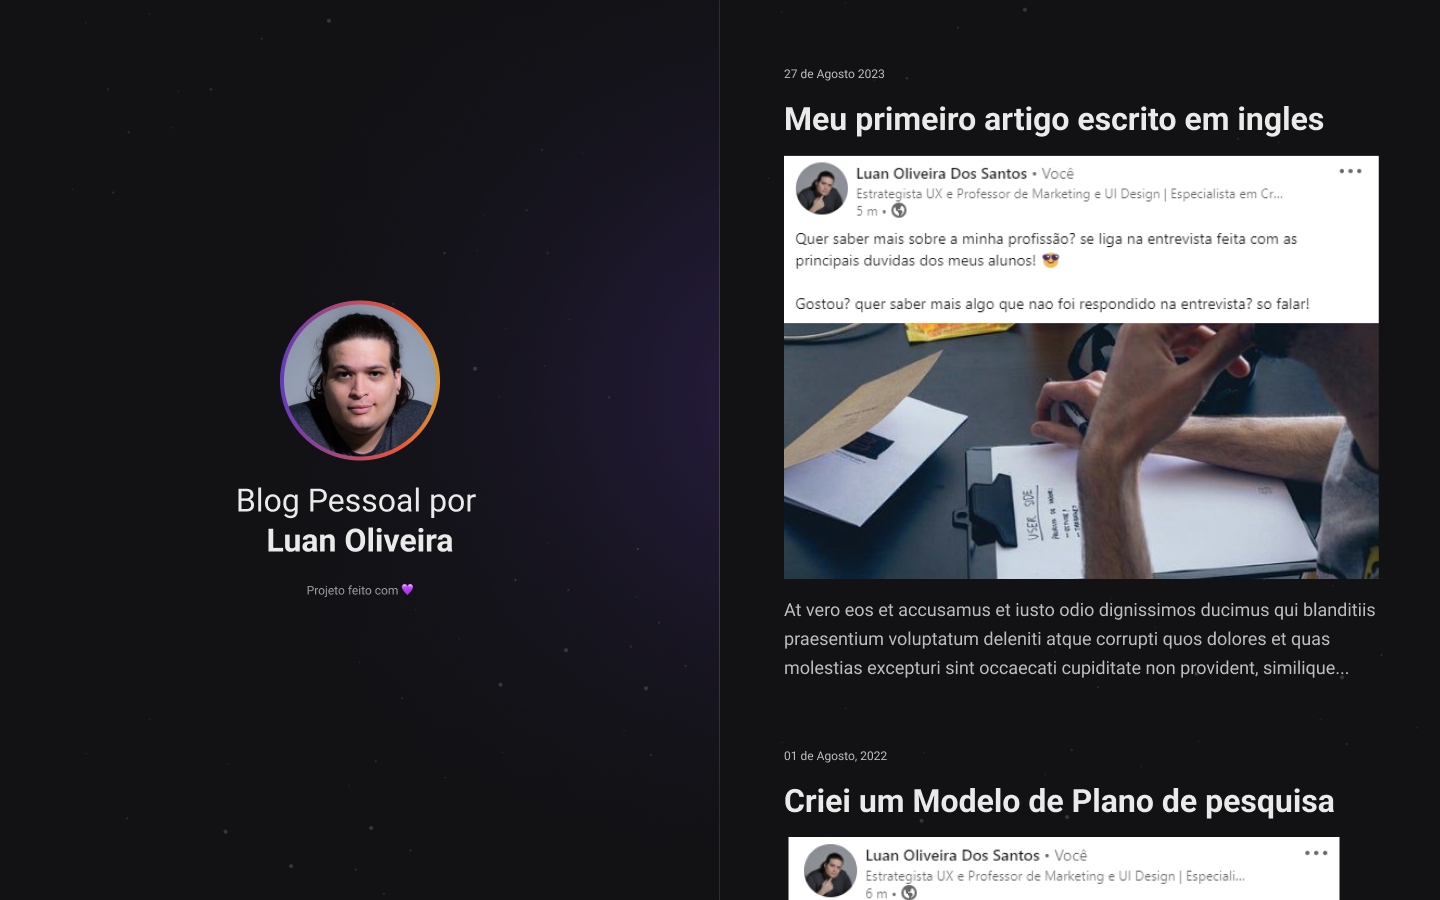 Blog Pessoal por
Luan Oliveira
Projeto feito com 💜
27 de Agosto 2023
Meu primeiro artigo escrito em ingles
Luan Oliveira Dos Santos • Você
Estrategista UX e Professor de Marketing e UI Design | Especialista em Cr...
5 m •
Quer saber mais sobre a minha profissão? se liga na entrevista feita com as
principais duvidas dos meus alunos! 😎
Gostou? quer saber mais algo que nao foi respondido na entrevista? so falar!
USER SIDE
At vero eos et accusamus et iusto odio dignissimos ducimus qui blanditiis
praesentium voluptatum deleniti atque corrupti quos dolores et quas
molestias excepturi sint occaecati cupiditate non provident, similique...
01 de Agosto, 2022
Criei um Modelo de Plano de pesquisa
Luan Oliveira Dos Santos • Você
Estrategista UX e Professor de Marketing e UI Design | Especiali...
6 m •